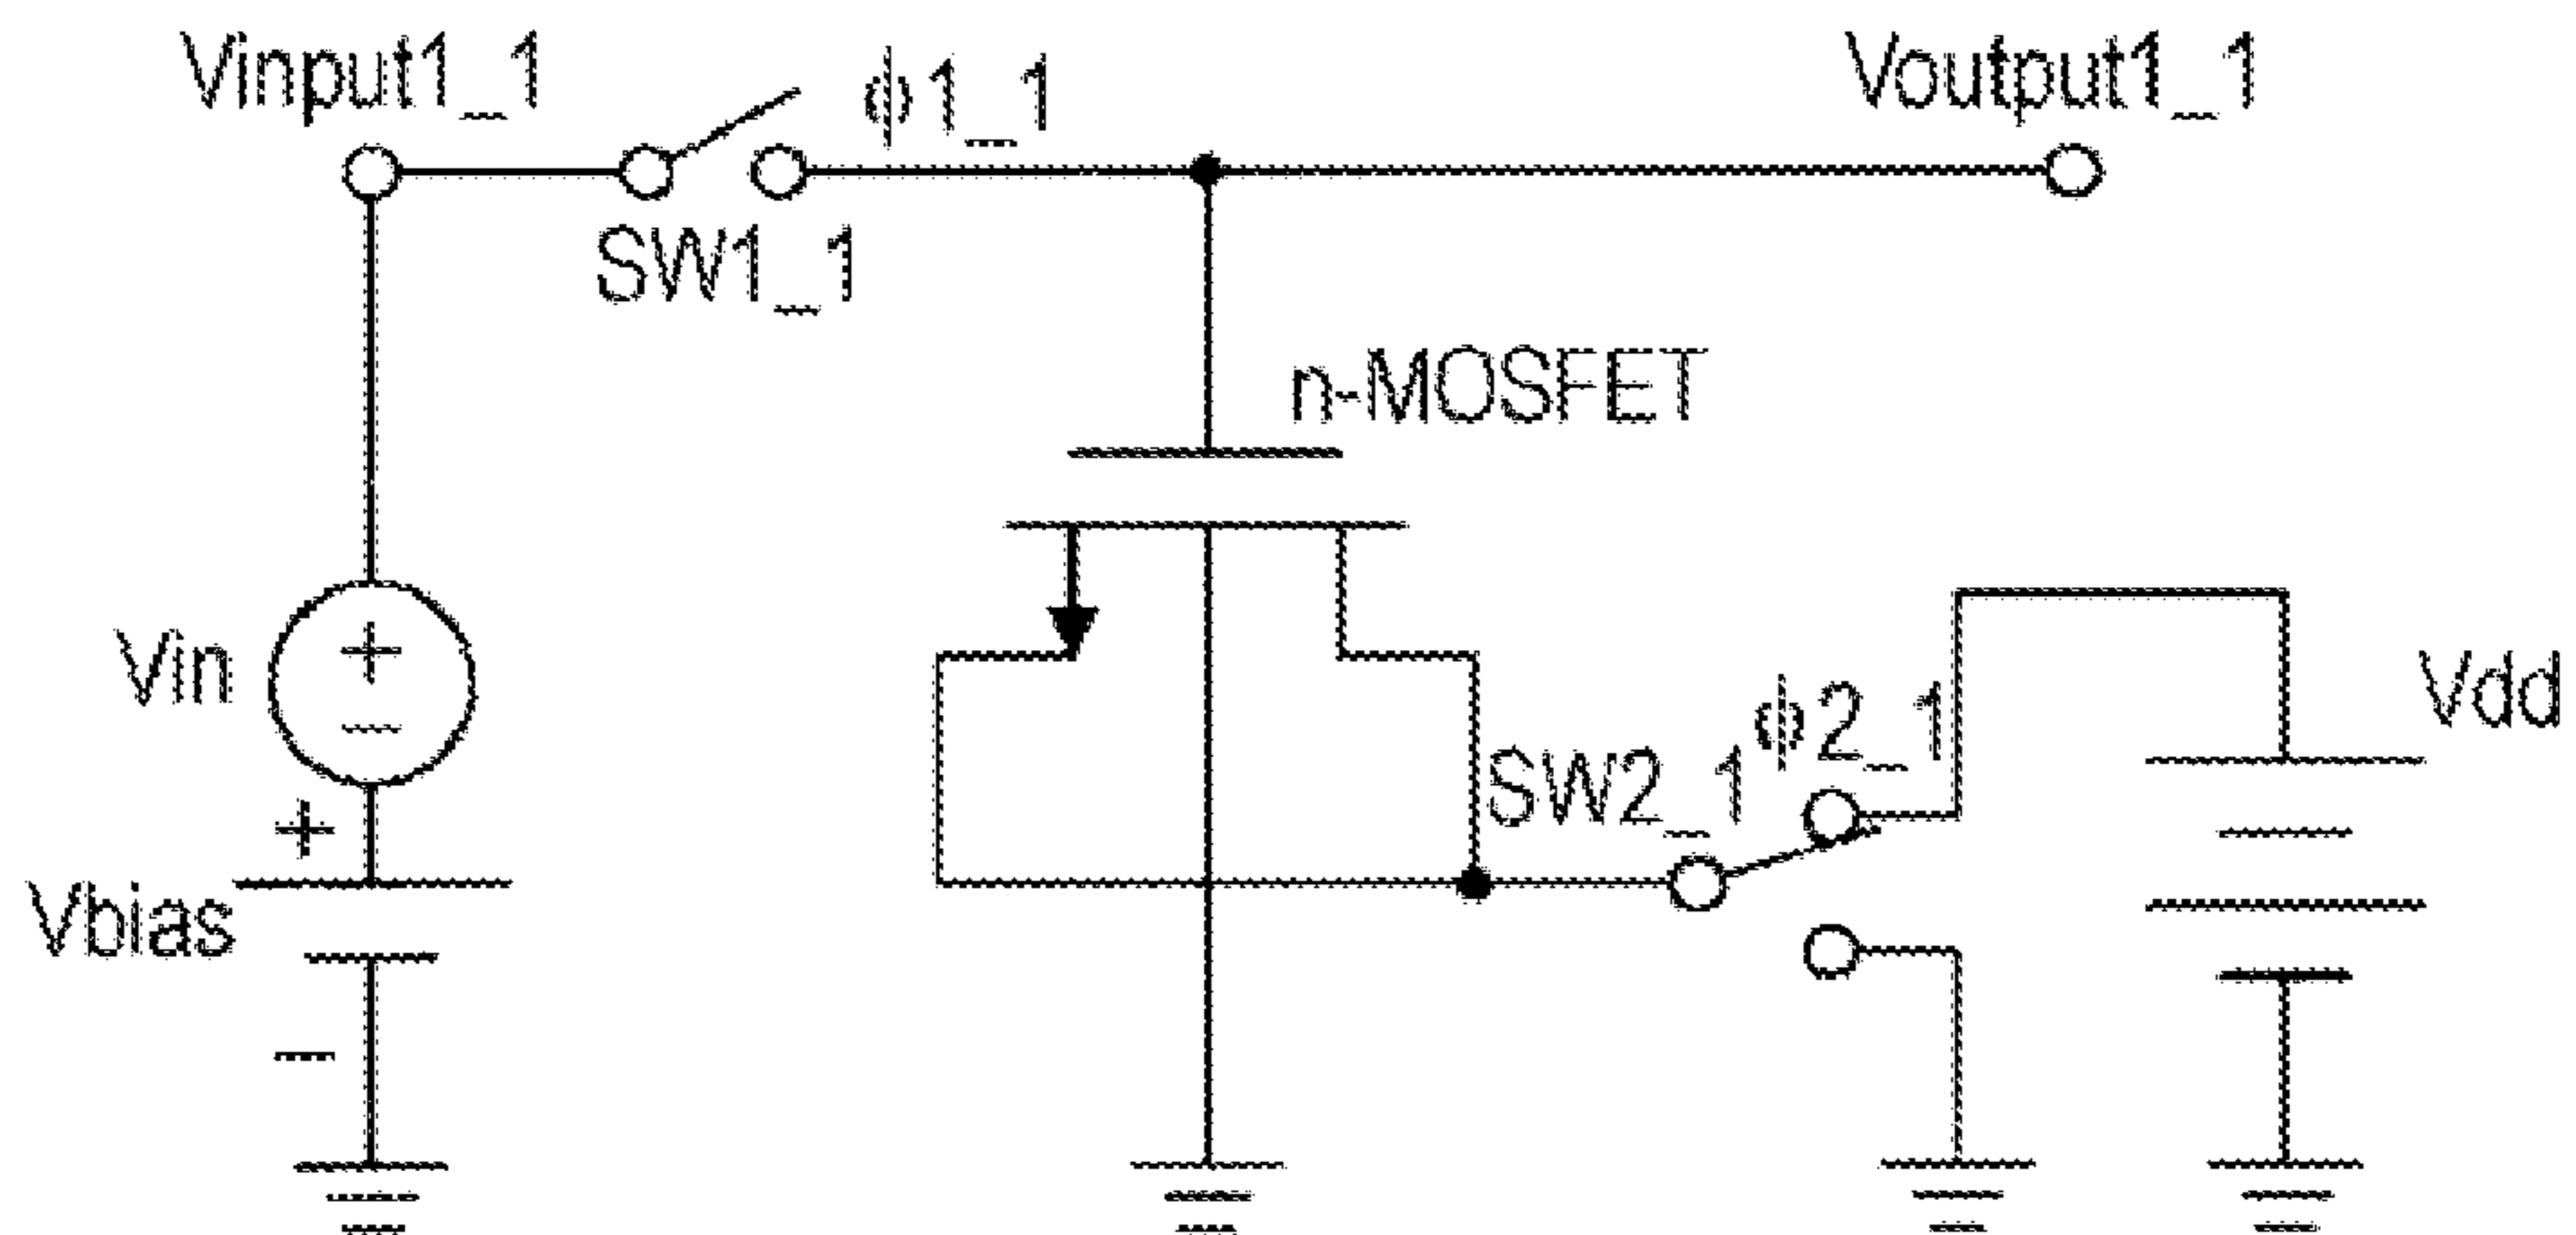 Vinput1_1
ϕ1_1
Voutput1_1
SW1_1
n-MOSFET
Vin
+
−
ϕ2_1
Vdd
SW2_1
+
Vbias
−